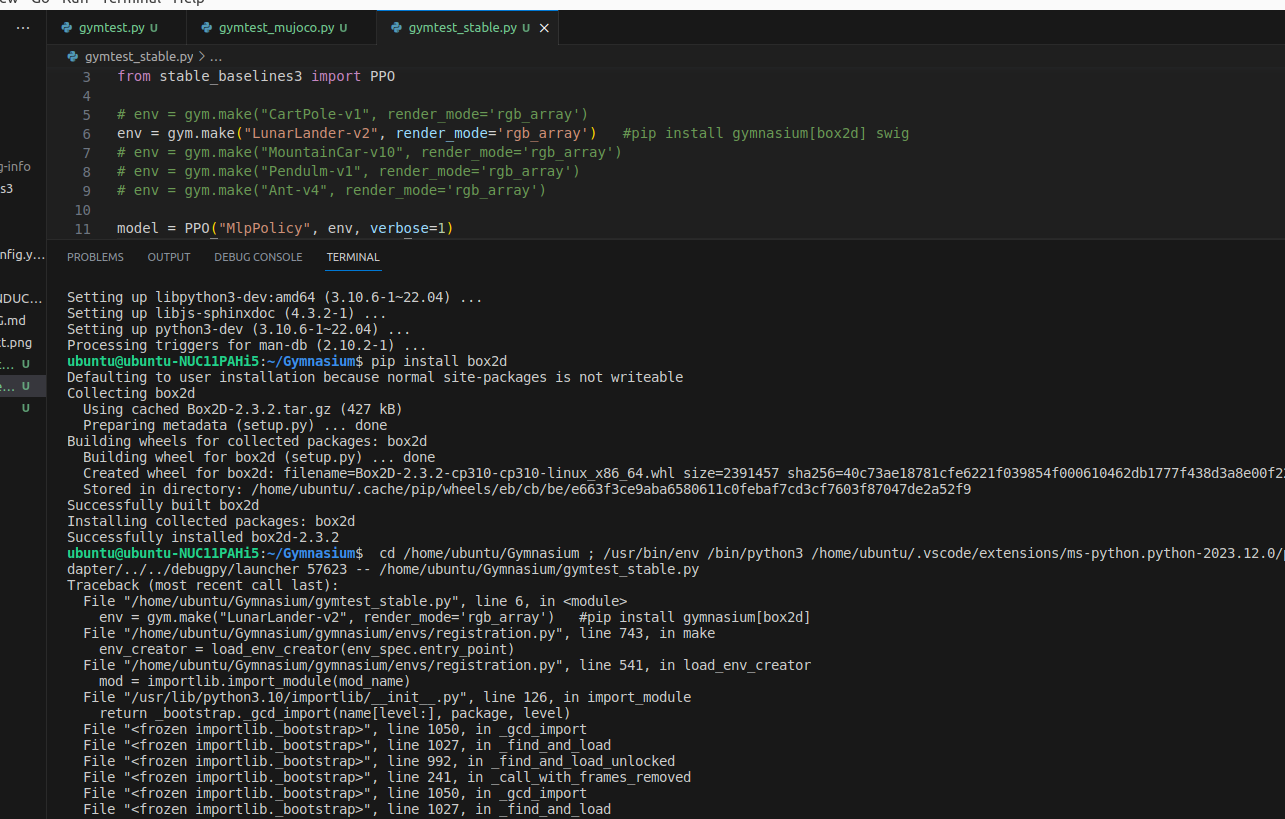 Go Run Terminal Help
··· gymtest.py U gymtest_mujoco.py U gymtest_stable.py U
gymtest_stable.py > ...
3 from stable_baselines3 import PPO
4
5 # env = gym.make("CartPole-v1", render_mode='rgb_array')
6 env = gym.make("LunarLander-v2", render_mode='rgb_array') #pip install gymnasium[box2d] swig
7 # env = gym.make("MountainCar-v10", render_mode='rgb_array')
8 # env = gym.make("Pendulm-v1", render_mode='rgb_array')
9 # env = gym.make("Ant-v4", render_mode='rgb_array')
10
11 model = PPO("MlpPolicy", env, verbose=1)
g-info
s3
nfig.y...
NDUC...
G.md
t.png
... U
e... U
U
PROBLEMS OUTPUT DEBUG CONSOLE TERMINAL
Setting up libpython3-dev:amd64 (3.10.6-1~22.04) ...
Setting up libjs-sphinxdoc (4.3.2-1) ...
Setting up python3-dev (3.10.6-1~22.04) ...
Processing triggers for man-db (2.10.2-1) ...
ubuntu@ubuntu-NUC11PAHi5:~/Gymnasium$ pip install box2d
Defaulting to user installation because normal site-packages is not writeable
Collecting box2d
Using cached Box2D-2.3.2.tar.gz (427 kB)
Preparing metadata (setup.py) ... done
Building wheels for collected packages: box2d
Building wheel for box2d (setup.py) ... done
Created wheel for box2d: filename=Box2D-2.3.2-cp310-cp310-linux_x86_64.whl size=2391457 sha256=40c73ae18781cfe6221f039854f000610462db1777f438d3a8e00f2
Stored in directory: /home/ubuntu/.cache/pip/wheels/eb/cb/be/e663f3ce9aba6580611c0febaf7cd3cf7603f87047de2a52f9
Successfully built box2d
Installing collected packages: box2d
Successfully installed box2d-2.3.2
ubuntu@ubuntu-NUC11PAHi5:~/Gymnasium$ cd /home/ubuntu/Gymnasium ; /usr/bin/env /bin/python3 /home/ubuntu/.vscode/extensions/ms-python.python-2023.12.0/
dapter/../../debugpy/launcher 57623 -- /home/ubuntu/Gymnasium/gymtest_stable.py
Traceback (most recent call last):
File "/home/ubuntu/Gymnasium/gymtest_stable.py", line 6, in <module>
env = gym.make("LunarLander-v2", render_mode='rgb_array') #pip install gymnasium[box2d]
File "/home/ubuntu/Gymnasium/gymnasium/envs/registration.py", line 743, in make
env_creator = load_env_creator(env_spec.entry_point)
File "/home/ubuntu/Gymnasium/gymnasium/envs/registration.py", line 541, in load_env_creator
mod = importlib.import_module(mod_name)
File "/usr/lib/python3.10/importlib/__init__.py", line 126, in import_module
return _bootstrap._gcd_import(name[level:], package, level)
File "<frozen importlib._bootstrap>", line 1050, in _gcd_import
File "<frozen importlib._bootstrap>", line 1027, in _find_and_load
File "<frozen importlib._bootstrap>", line 992, in _find_and_load_unlocked
File "<frozen importlib._bootstrap>", line 241, in _call_with_frames_removed
File "<frozen importlib._bootstrap>", line 1050, in _gcd_import
File "<frozen importlib._bootstrap>", line 1027, in _find_and_load